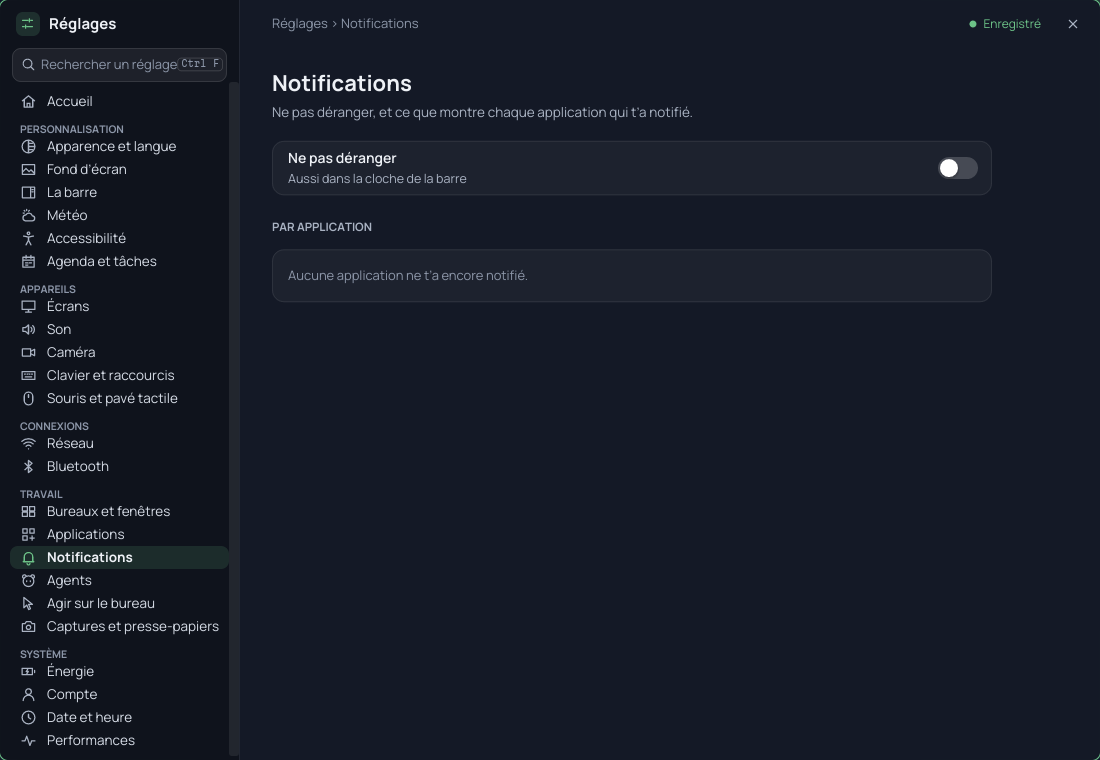 Réglages
Rechercher un réglage Ctrl F
Accueil
PERSONNALISATION
Apparence et langue
Fond d'écran
La barre
Météo
Accessibilité
Agenda et tâches
APPAREILS
Écrans
Son
Caméra
Clavier et raccourcis
Souris et pavé tactile
CONNEXIONS
Réseau
Bluetooth
TRAVAIL
Bureaux et fenêtres
Applications
Notifications
Agents
Agir sur le bureau
Captures et presse-papiers
SYSTÈME
Énergie
Compte
Date et heure
Performances
Réglages › Notifications
Enregistré
Notifications
Ne pas déranger, et ce que montre chaque application qui t'a notifié.
Ne pas déranger
Aussi dans la cloche de la barre
PAR APPLICATION
Aucune application ne t'a encore notifié.